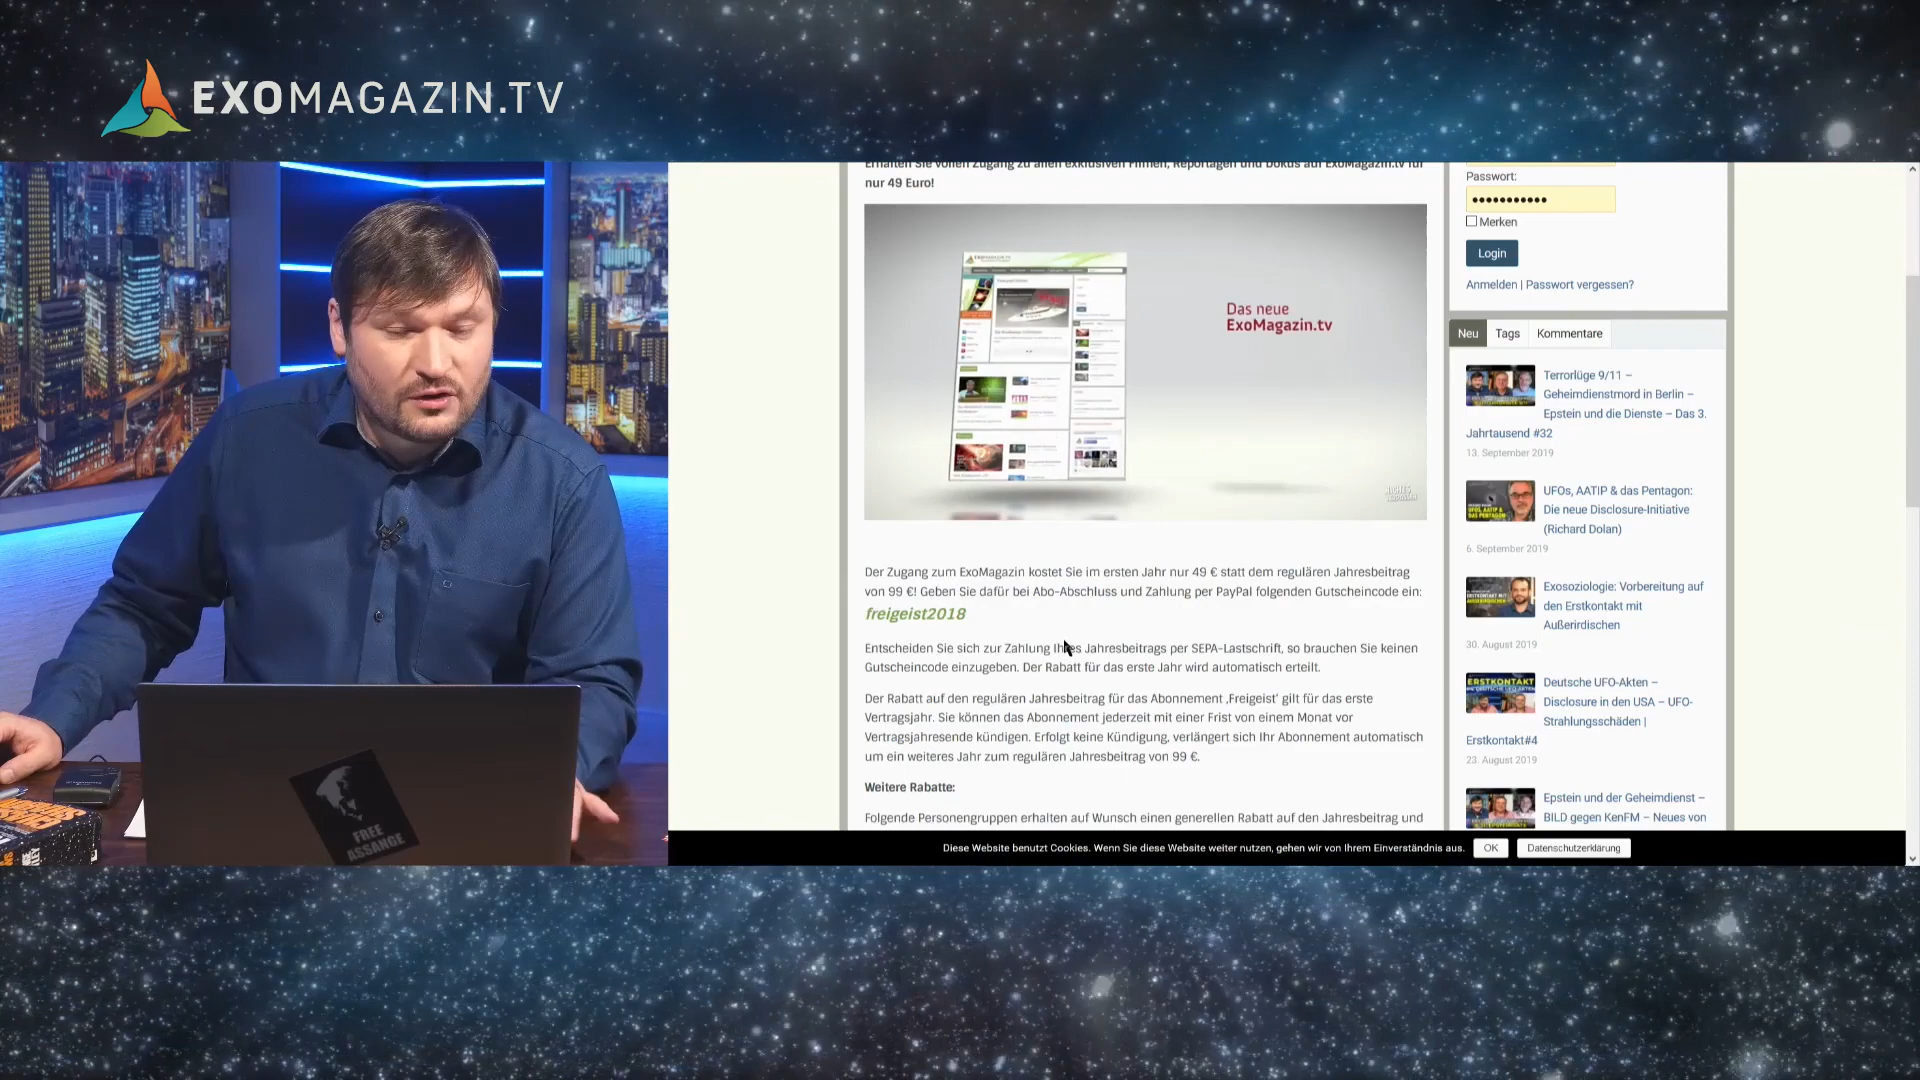 EXOMAGAZIN.TV
FREE
ASSANGE
Erhalten Sie vollen Zugang zu allen exklusiven Filmen, Reportagen und Dokus auf ExoMagazin.tv für
nur 49 Euro!
Das neue
ExoMagazin.tv
Der Zugang zum ExoMagazin kostet Sie im ersten Jahr nur 49 € statt dem regulären Jahresbeitrag
von 99 €! Geben Sie dafür bei Abo-Abschluss und Zahlung per PayPal folgenden Gutscheincode ein:
freigeist2018
Entscheiden Sie sich zur Zahlung Ihres Jahresbeitrags per SEPA-Lastschrift, so brauchen Sie keinen
Gutscheincode einzugeben. Der Rabatt für das erste Jahr wird automatisch erteilt.
Der Rabatt auf den regulären Jahresbeitrag für das Abonnement ‚Freigeist‘ gilt für das erste
Vertragsjahr. Sie können das Abonnement jederzeit mit einer Frist von einem Monat vor
Vertragsjahresende kündigen. Erfolgt keine Kündigung, verlängert sich Ihr Abonnement automatisch
um ein weiteres Jahr zum regulären Jahresbeitrag von 99 €.
Weitere Rabatte:
Folgende Personengruppen erhalten auf Wunsch einen generellen Rabatt auf den Jahresbeitrag und
Passwort:
Merken
Login
Anmelden | Passwort vergessen?
Neu Tags Kommentare
Terrorlüge 9/11 –
Geheimdienstmord in Berlin –
Epstein und die Dienste – Das 3.
Jahrtausend #32
13. September 2019
UFOs, AATIP & das Pentagon:
Die neue Disclosure-Initiative
(Richard Dolan)
6. September 2019
Exosoziologie: Vorbereitung auf
den Erstkontakt mit
Außerirdischen
30. August 2019
ERSTKONTAKT
Deutsche UFO-Akten –
Disclosure in den USA – UFO-
Strahlungsschäden |
Erstkontakt#4
23. August 2019
Epstein und der Geheimdienst –
BILD gegen KenFM – Neues von
Diese Website benutzt Cookies. Wenn Sie diese Website weiter nutzen, gehen wir von Ihrem Einverständnis aus. OK Datenschutzerklärung